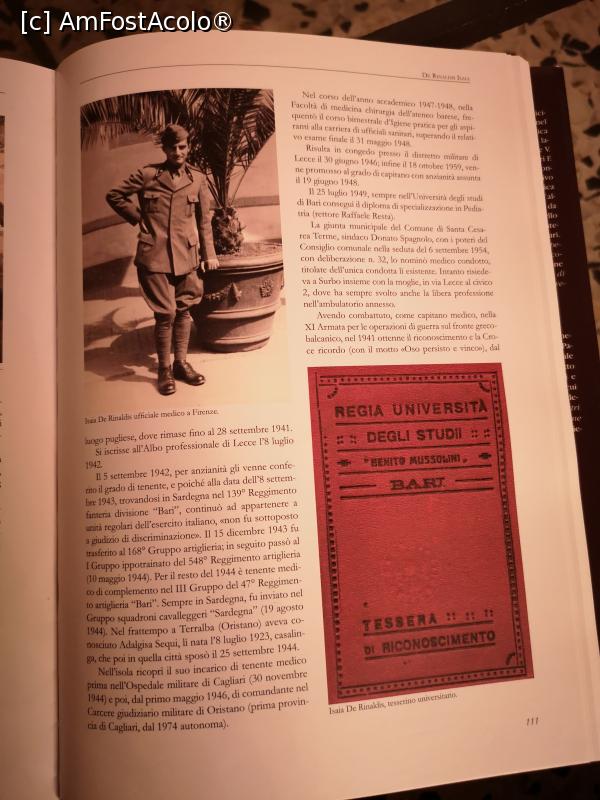 [c] AmFostAcolo®
De Rinaldis Isaia
Isaia De Rinaldis ufficiale medico a Firenze.
luogo pugliese, dove rimase fino al 28 settembre 1941.
Si iscrisse all'Albo professionale di Lecce l'8 luglio
1942.
Il 5 settembre 1942, per anzianità gli venne confe-
rito il grado di tenente, e poiché alla data dell'8 settem-
bre 1943, trovandosi in Sardegna nel 139° Reggimento
fanteria divisione "Bari", continuò ad appartenere a
unità regolari dell'esercito italiano, «non fu sottoposto
a giudizio di discriminazione». Il 15 dicembre 1943 fu
trasferito al 168° Gruppo artiglieria; in seguito passò al
I Gruppo ippotrainato del 548° Reggimento artiglieria
(10 maggio 1944). Per il resto del 1944 è tenente medi-
co di complemento nel III Gruppo del 47° Reggimen-
to artiglieria "Bari". Sempre in Sardegna, fu inviato nel
Gruppo squadroni cavalleggeri "Sardegna" (19 agosto
1944). Nel frattempo a Terralba (Oristano) aveva co-
nosciuto Adalgisa Sequi, lì nata l'8 luglio 1923, casalin-
ga, che poi in quella città sposò il 25 settembre 1944.
Nell'isola ricoprì il suo incarico di tenente medico
prima nell'Ospedale militare di Cagliari (30 novembre
1944) e poi, dal primo maggio 1946, di comandante nel
Carcere giudiziario militare di Oristano (prima provin-
cia di Cagliari, dal 1974 autonoma).
Nel corso dell'anno accademico 1947-1948, nella
Facoltà di medicina chirurgia dell'ateneo barese, fre-
quentò il corso bimestrale d'Igiene pratica per gli aspi-
ranti alla carriera di ufficiali sanitari, superando il relati-
vo esame finale il 31 maggio 1948.
Risulta in congedo presso il distretto militare di
Lecce il 30 giugno 1946; infine il 18 ottobre 1959, ven-
ne promosso al grado di capitano con anzianità assunta
il 19 giugno 1948.
Il 25 luglio 1949, sempre nell'Università degli studi
di Bari conseguì il diploma di specializzazione in Pedia-
tria (rettore Raffaele Resta).
La giunta municipale del Comune di Santa Cesa-
rea Terme, sindaco Donato Spagnolo, con i poteri del
Consiglio comunale nella seduta del 6 settembre 1954,
con deliberazione n. 32, lo nominò medico condotto,
titolare dell'unica condotta lì esistente. Intanto risiede-
va a Surbo insieme con la moglie, in via Lecce al civico
2, dove ha sempre svolto anche la libera professione
nell'ambulatorio annesso.
Avendo combattuto, come capitano medico, nella
XI Armata per le operazioni di guerra sul fronte greco-
balcanico, nel 1941 ottenne il riconoscimento e la Cro-
ce ricordo (con il motto «Oso persisto e vinco»), dal
REGIA UNIVERSITÀ
DEGLI STUDII
"BENITO MUSSOLINI"
BARI
TESSERA
DI RICONOSCIMENTO
Isaia De Rinaldis, tesserino universitario.
111